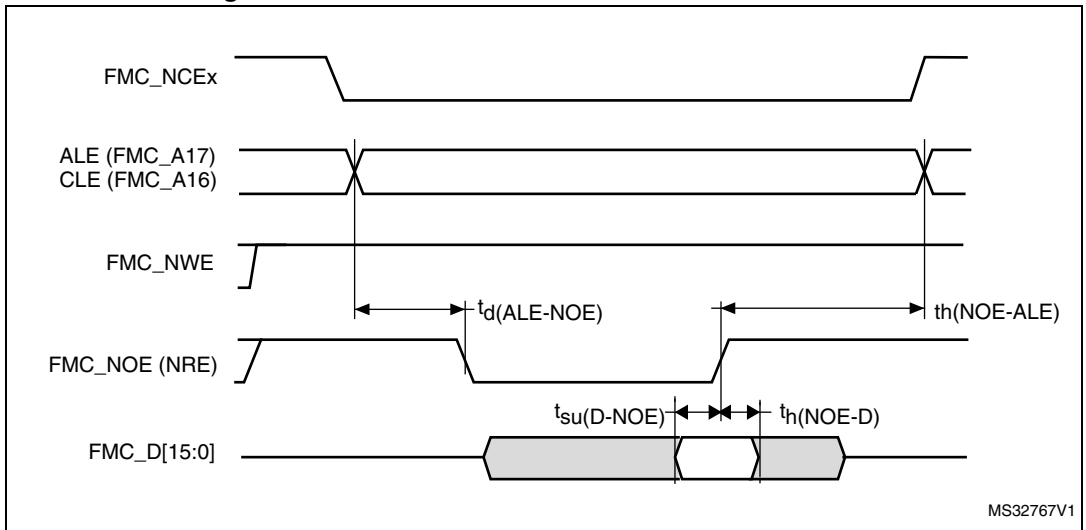 FMC_NCEx
ALE (FMC_A17)
CLE (FMC_A16)
FMC_NWE
td(ALE-NOE)
th(NOE-ALE)
FMC_NOE (NRE)
tsu(D-NOE)
th(NOE-D)
FMC_D[15:0]
MS32767V1